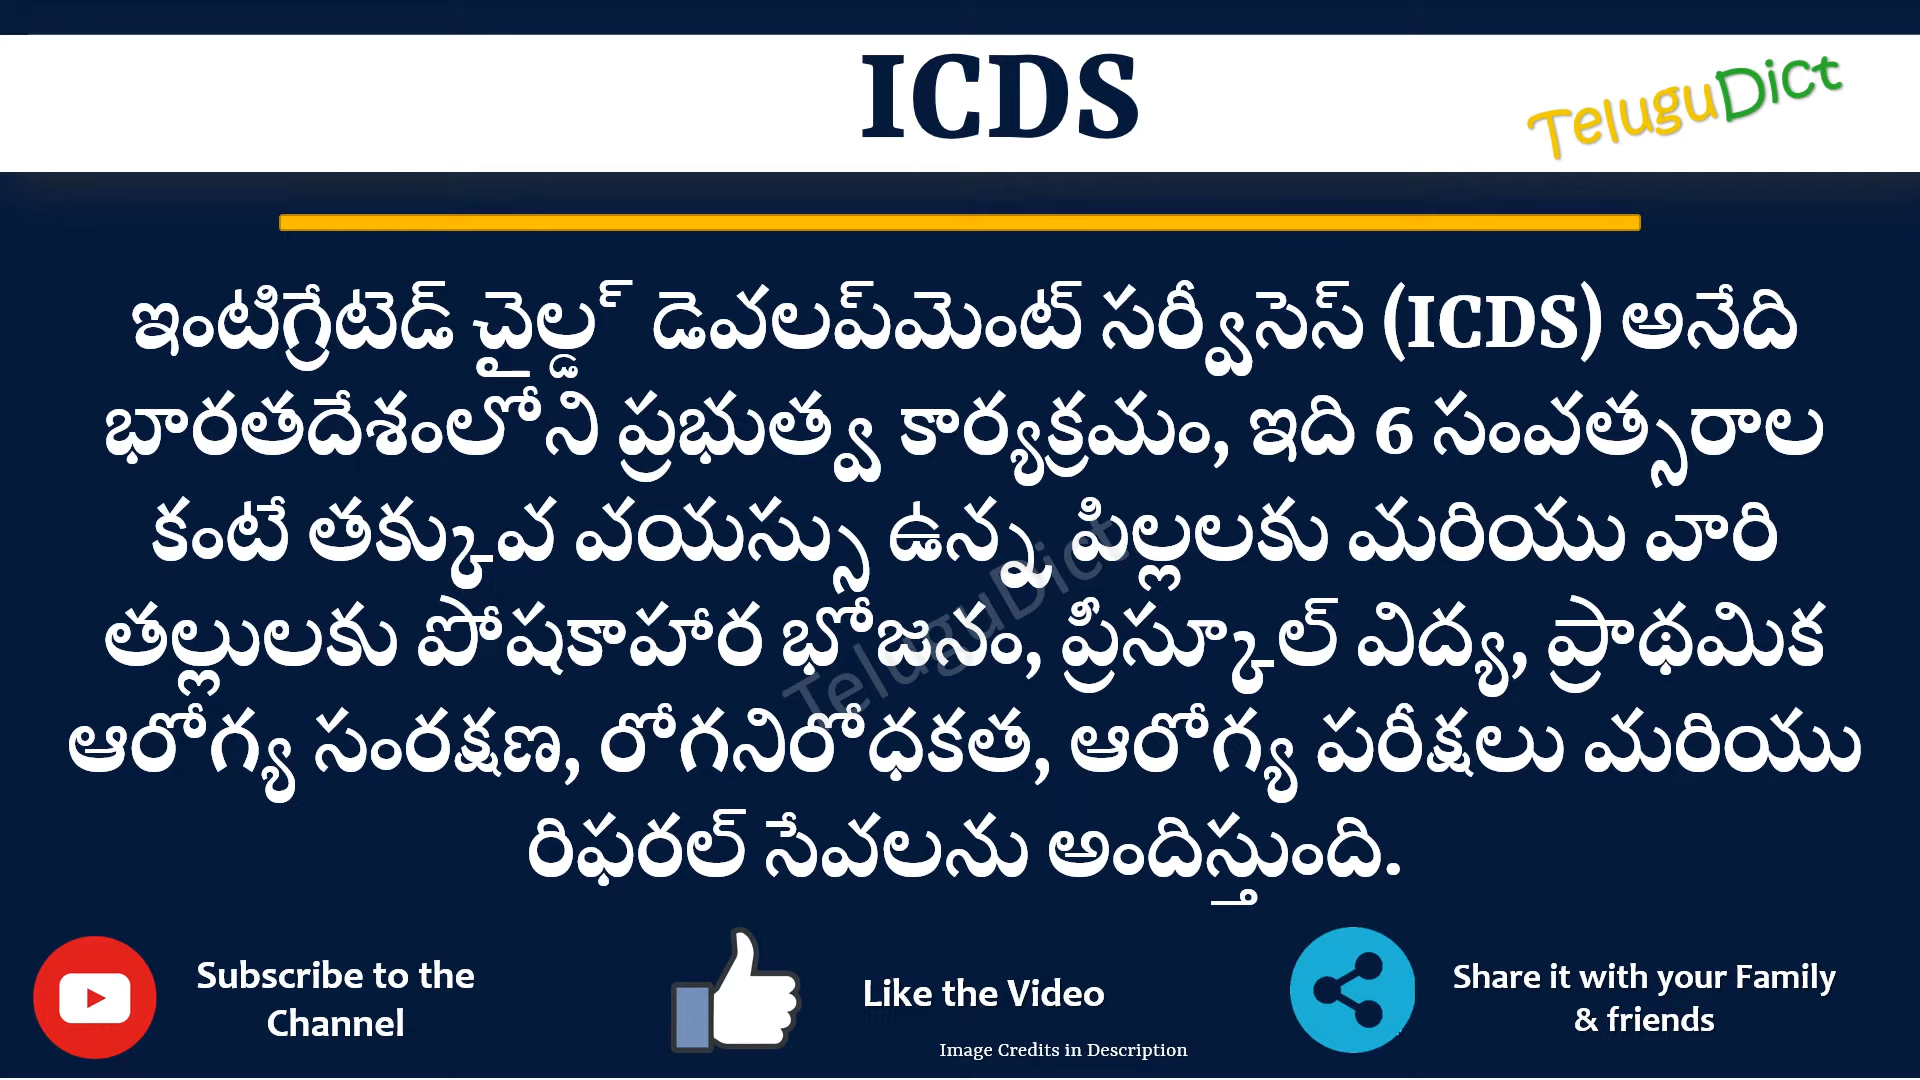 ICDS
TeluguDict
ఇంటిగ్రేటెడ్ చైల్డ్ డెవలప్‌మెంట్ సర్వీసెస్ (ICDS) అనేది
భారతదేశంలోని ప్రభుత్వ కార్యక్రమం, ఇది 6 సంవత్సరాల
కంటే తక్కువ వయస్సు ఉన్న పిల్లలకు మరియు వారి
తల్లులకు పోషకాహార భోజనం, ప్రీస్కూల్ విద్య, ప్రాథమిక
ఆరోగ్య సంరక్షణ, రోగనిరోధకత, ఆరోగ్య పరీక్షలు మరియు
రిఫరల్ సేవలను అందిస్తుంది.
TeluguDict
Subscribe to the
Channel
Like the Video
Share it with your Family
& friends
Image Credits in Description